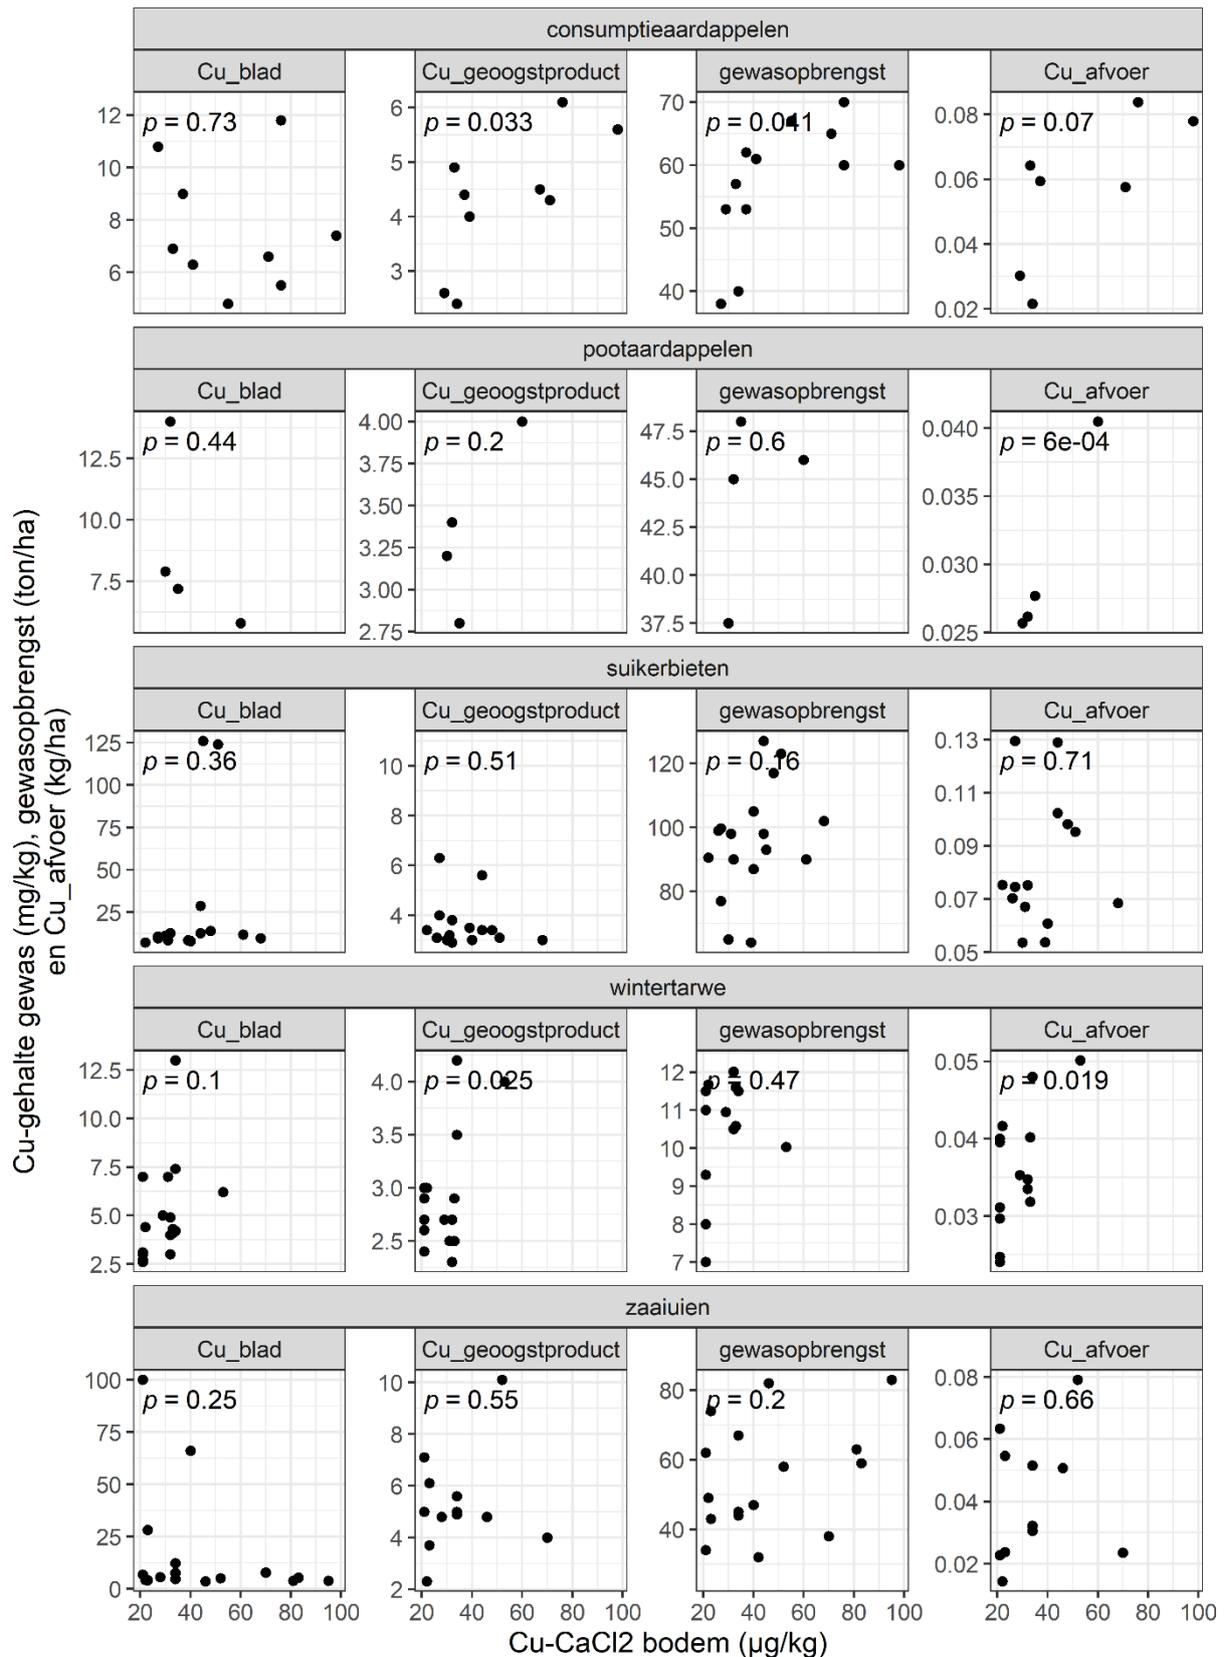 consumptieaardappelen
Cu_blad Cu_geoogstproduct gewasopbrengst Cu_afvoer
p = 0.73 p = 0.033 p = 0.041 p = 0.07
12 10 8 6
6 5 4 3
70 60 50 40
0.08 0.06 0.04 0.02
pootaardappelen
Cu_blad Cu_geoogstproduct gewasopbrengst Cu_afvoer
p = 0.44 p = 0.2 p = 0.6 p = 6e-04
12.5 10.0 7.5
4.00 3.75 3.50 3.25 3.00 2.75
47.5 45.0 42.5 40.0 37.5
0.040 0.035 0.030 0.025
suikerbieten
Cu_blad Cu_geoogstproduct gewasopbrengst Cu_afvoer
p = 0.36 p = 0.51 p = 0.16 p = 0.71
125 100 75 50 25
10 8 6 4
120 100 80
0.13 0.11 0.09 0.07 0.05
wintertarwe
Cu_blad Cu_geoogstproduct gewasopbrengst Cu_afvoer
p = 0.1 p = 0.025 p = 0.47 p = 0.019
12.5 10.0 7.5 5.0 2.5
4.0 3.5 3.0 2.5
12 11 10 9 8 7
0.05 0.04 0.03
zaaiuien
Cu_blad Cu_geoogstproduct gewasopbrengst Cu_afvoer
p = 0.25 p = 0.55 p = 0.2 p = 0.66
100 75 50 25 0
10 8 6 4 2
80 60 40
0.08 0.06 0.04 0.02
20 40 60 80 100 20 40 60 80 100 20 40 60 80 100 20 40 60 80 100
Cu-CaCl2 bodem (µg/kg)
Cu-gehalte gewas (mg/kg), gewasopbrengst (ton/ha)
en Cu_afvoer (kg/ha)